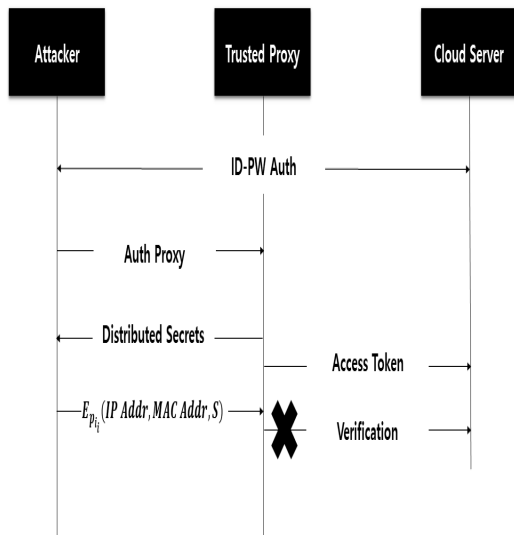 Attacker
Trusted Proxy
Cloud Server
ID-PW Auth
Auth Proxy
Distributed Secrets
Access Token
E_{p_{i_i}}(IP Addr, MAC Addr, S)
Verification